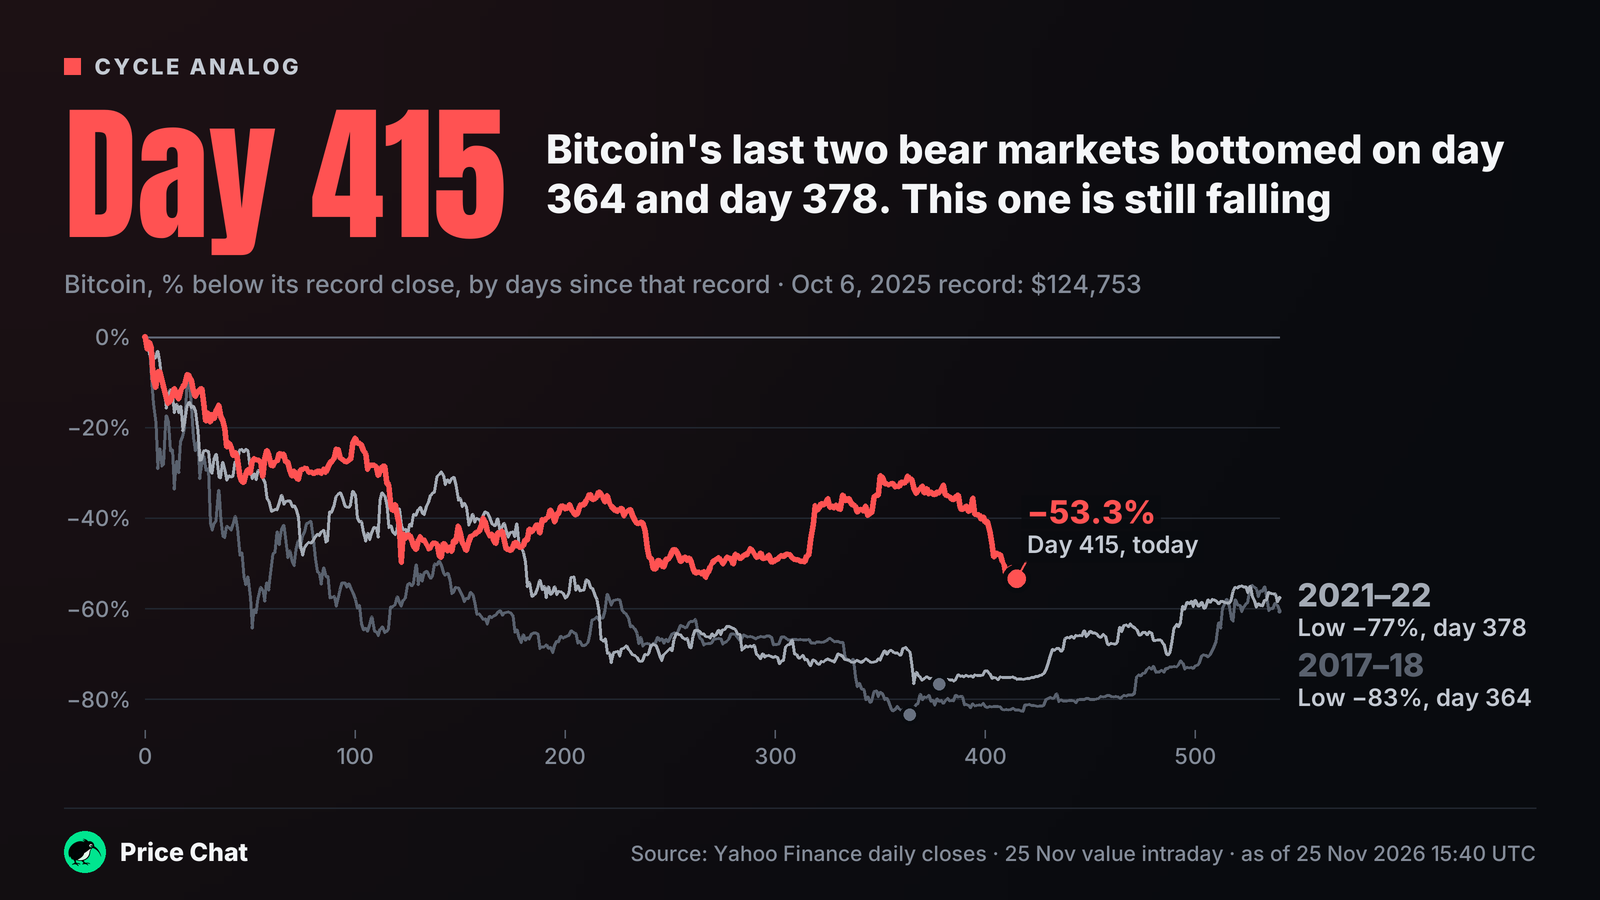 CYCLE ANALOG
Day 415
Bitcoin's last two bear markets bottomed on day
364 and day 378. This one is still falling
Bitcoin, % below its record close, by days since that record · Oct 6, 2025 record: $124,753
0%
−20%
−40%
−60%
−80%
−53.3%
Day 415, today
2021–22
Low −77%, day 378
2017–18
Low −83%, day 364
0 100 200 300 400 500
Price Chat
Source: Yahoo Finance daily closes · 25 Nov value intraday · as of 25 Nov 2026 15:40 UTC